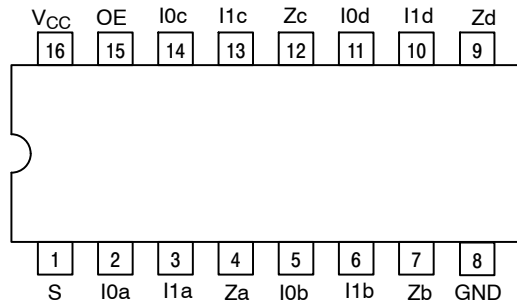 VCC OE I0c I1c Zc I0d I1d Zd
16 15 14 13 12 11 10 9
1 2 3 4 5 6 7 8
S I0a I1a Za I0b I1b Zb GND